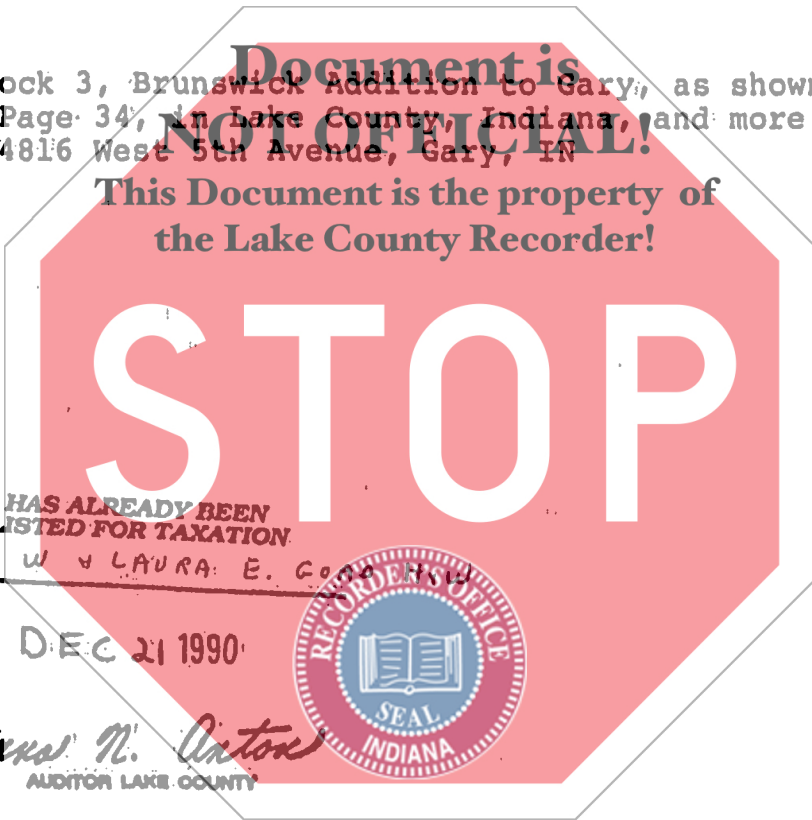 ock 3, Brunswick Addition to Gary, as shown
Page 34, in Lake County, Indiana, and more
4816 West 5th Avenue, Gary, IN
Document is
NOT OFFICIAL!
This Document is the property of
the Lake County Recorder!
STOP
HAS ALREADY BEEN
ISTED FOR TAXATION
W & LAURA E. H&W
DEC 21 1990
N. Anton
AUDITOR LAKE COUNTY
RECORDER'S OFFICE
SEAL
INDIANA